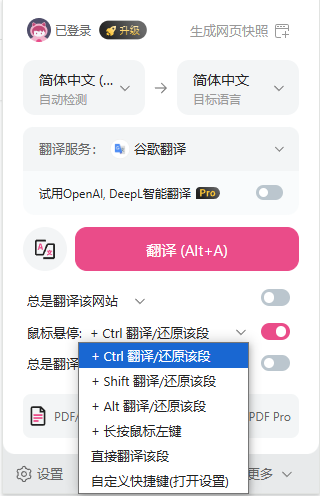 已登录 升级 生成网页快照
简体中文 (... 简体中文
自动检测 目标语言
翻译服务： 谷歌翻译
试用OpenAI, DeepL智能翻译 Pro
翻译 (Alt+A)
总是翻译该网站
鼠标悬停: + Ctrl 翻译/还原该段
+ Ctrl 翻译/还原该段
总是翻译
+ Shift 翻译/还原该段
+ Alt 翻译/还原该段
PDF/ PDF Pro
+ 长按鼠标左键
直接翻译该段
设置 更多
自定义快捷键(打开设置)